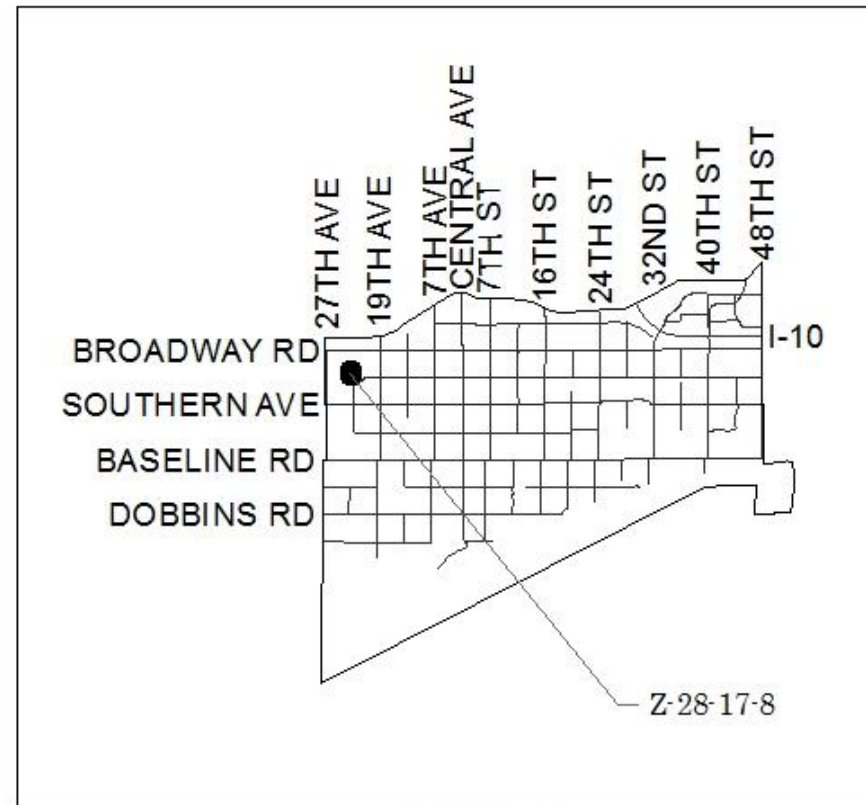 27TH AVE
19TH AVE
7TH AVE
CENTRAL AVE
7TH ST
16TH ST
24TH ST
32ND ST
40TH ST
48TH ST
I-10
BROADWAY RD
SOUTHERN AVE
BASELINE RD
DOBBINS RD
Z-28-17-8